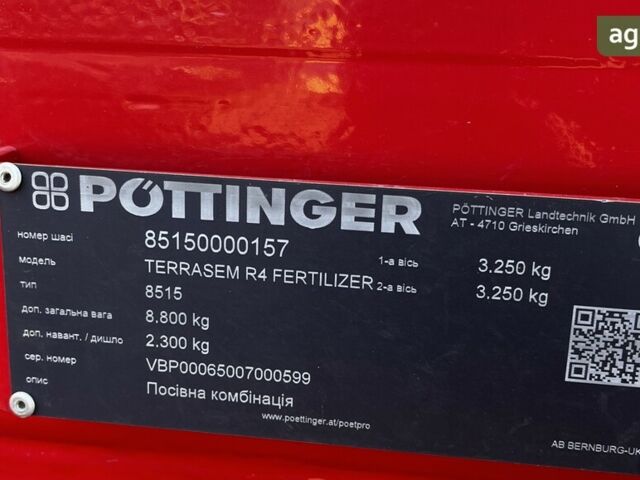 ag
PÖTTINGER
PÖTTINGER Landtechnik GmbH
AT - 4710 Grieskirchen
номер шасі 85150000157 1-а вісь 3.250 kg
модель TERRASEM R4 FERTILIZER 2-а вісь 3.250 kg
тип 8515
доп. загальна вага 8.800 kg
доп. навант. / дишло 2.300 kg
сер. номер VBP00065007000599
опис Посівна комбінація
www.poettinger.at/poetpro
AB BERNBURG-UK